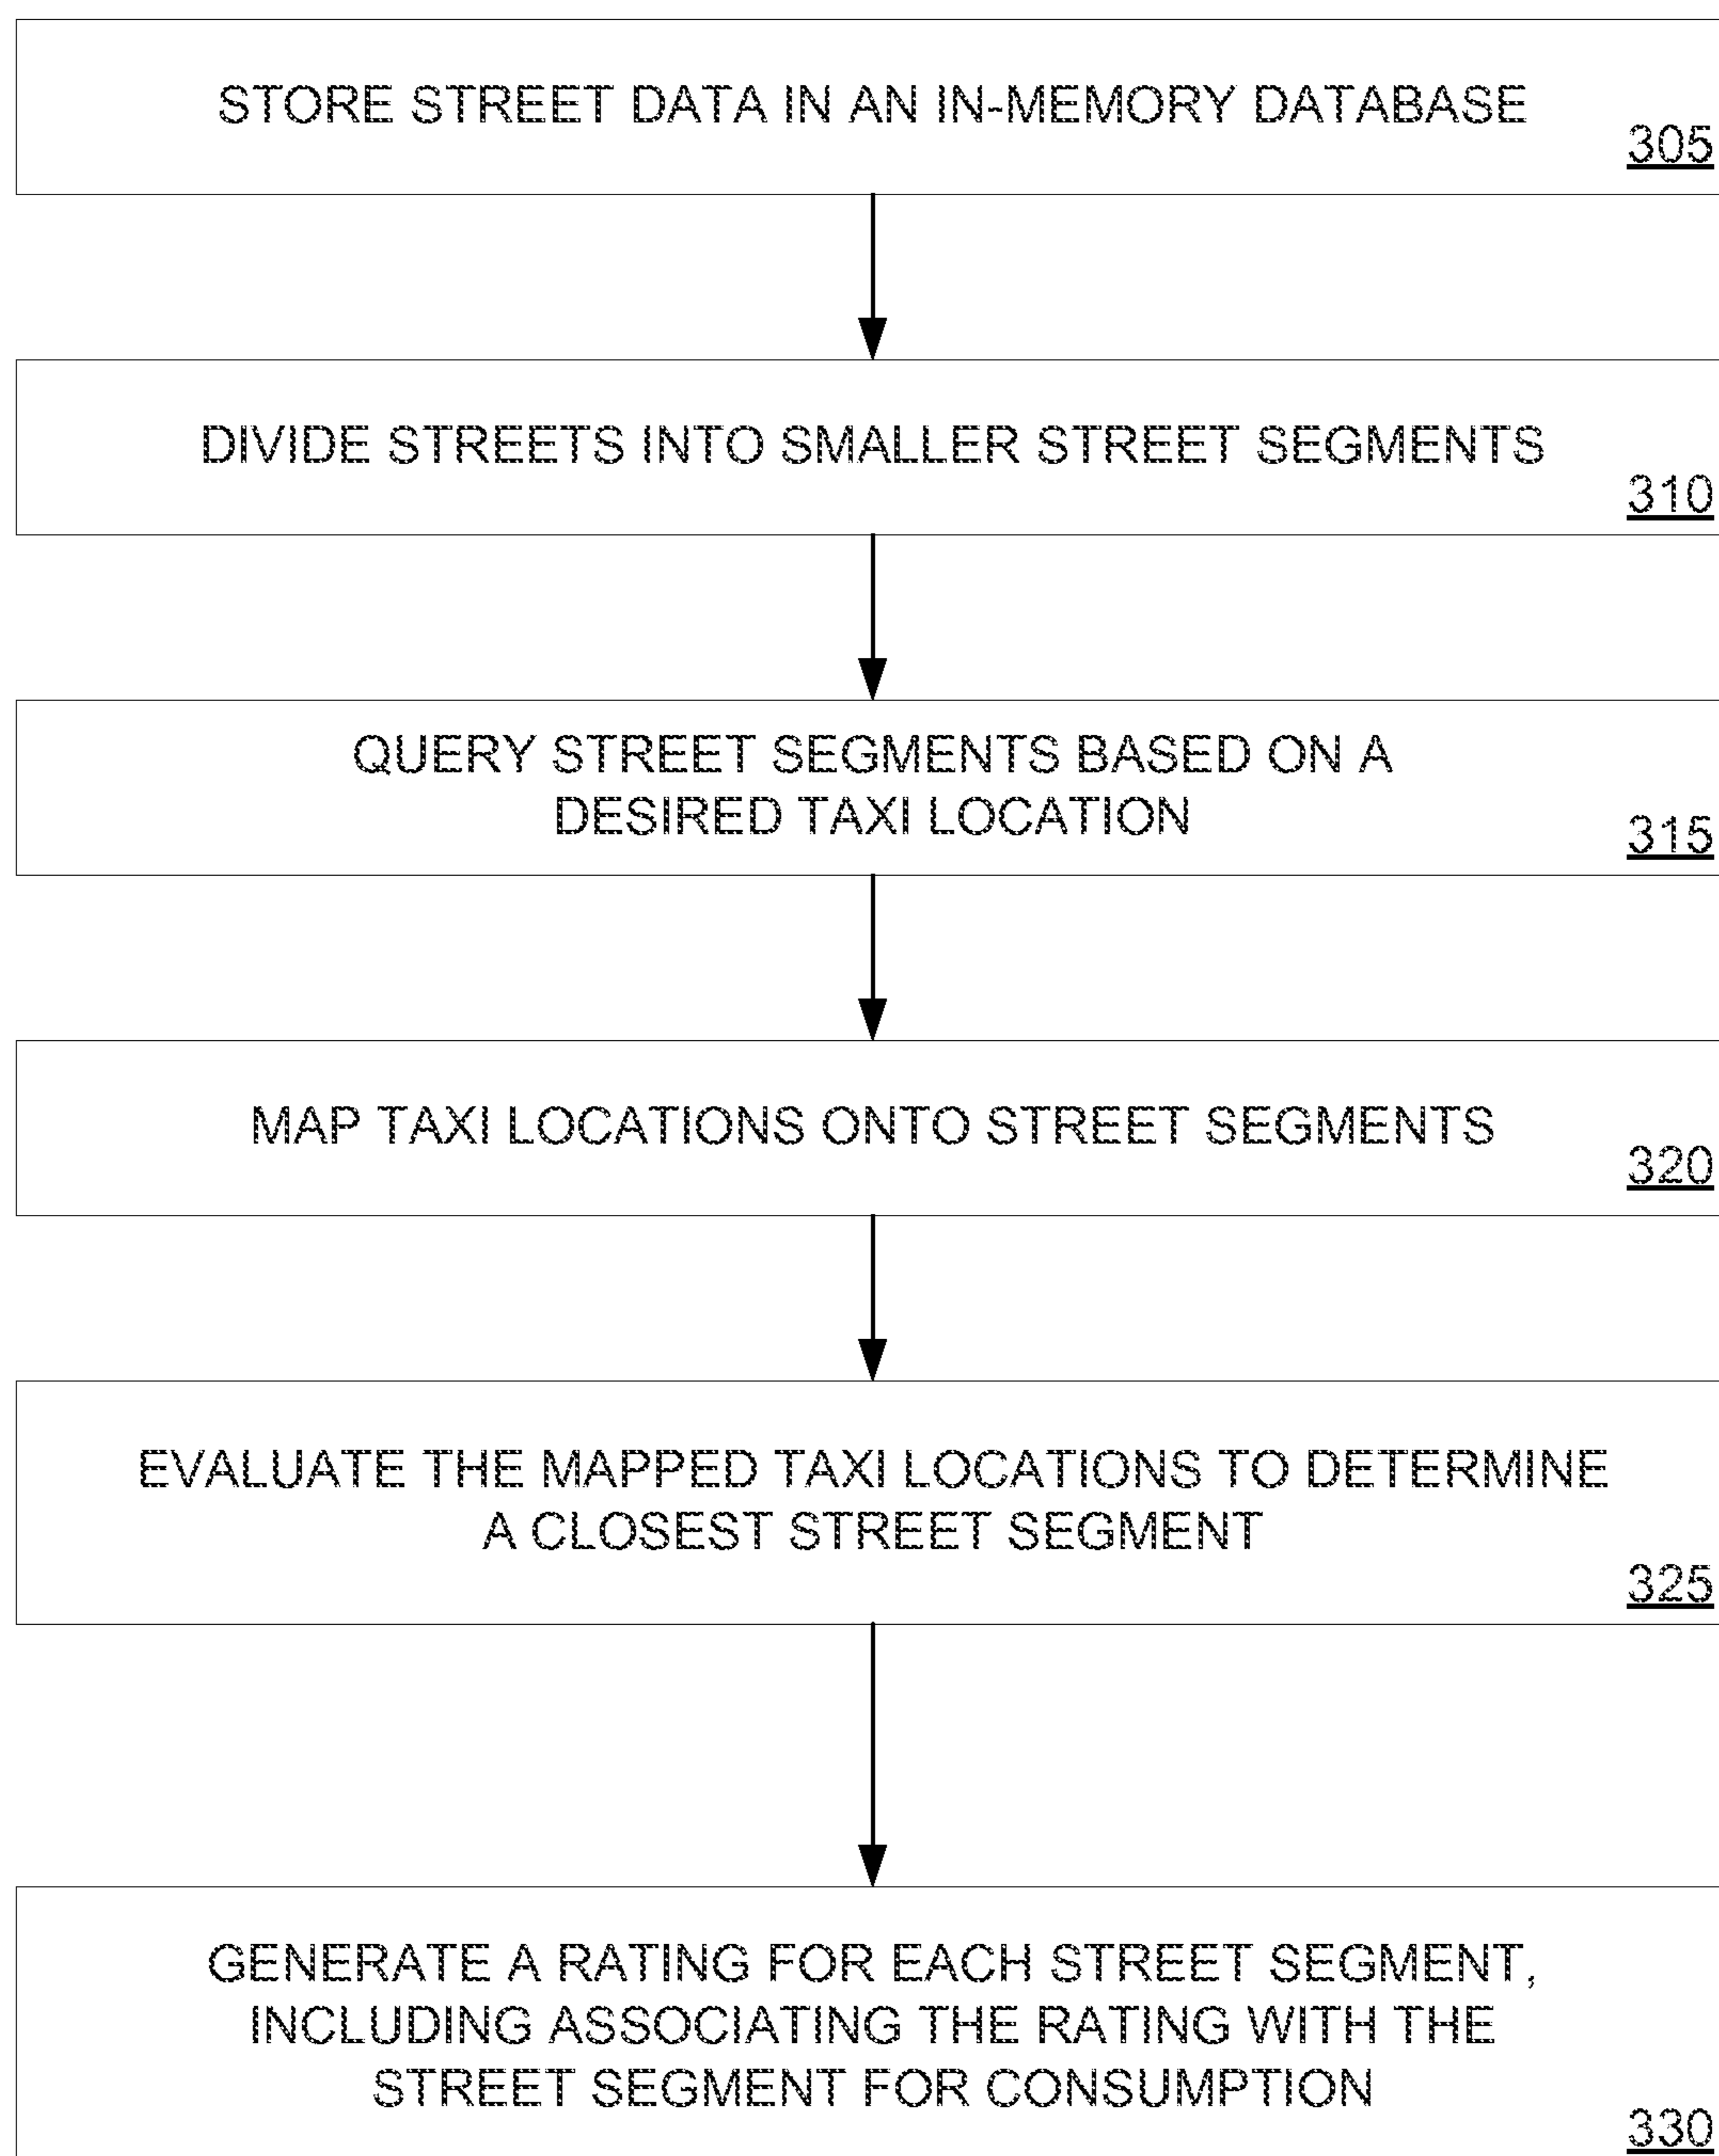 STORE STREET DATA IN AN IN-MEMORY DATABASE
305
DIVIDE STREETS INTO SMALLER STREET SEGMENTS
310
QUERY STREET SEGMENTS BASED ON A
DESIRED TAXI LOCATION
315
MAP TAXI LOCATIONS ONTO STREET SEGMENTS
320
EVALUATE THE MAPPED TAXI LOCATIONS TO DETERMINE
A CLOSEST STREET SEGMENT
325
GENERATE A RATING FOR EACH STREET SEGMENT,
INCLUDING ASSOCIATING THE RATING WITH THE
STREET SEGMENT FOR CONSUMPTION
330